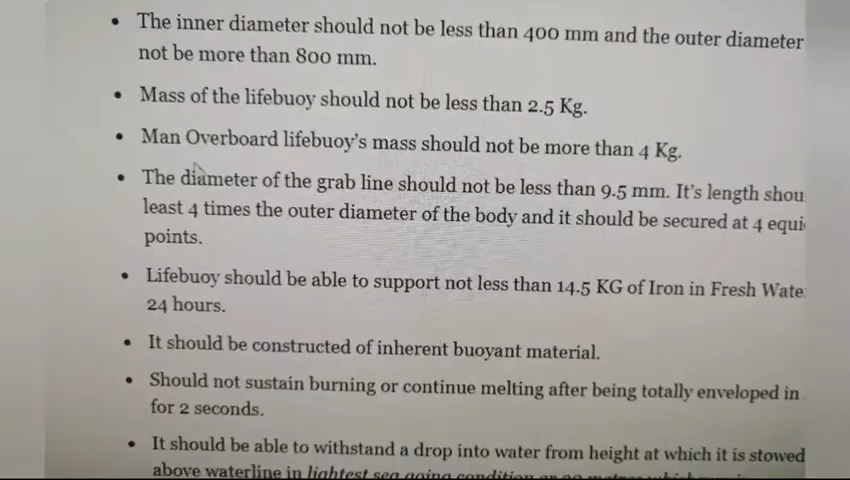 The inner diameter should not be less than 400 mm and the outer diameter
not be more than 800 mm.
Mass of the lifebuoy should not be less than 2.5 Kg.
Man Overboard lifebuoy's mass should not be more than 4 Kg.
The diameter of the grab line should not be less than 9.5 mm. It's length shou
least 4 times the outer diameter of the body and it should be secured at 4 equi
points.
Lifebuoy should be able to support not less than 14.5 KG of Iron in Fresh Wate
24 hours.
It should be constructed of inherent buoyant material.
Should not sustain burning or continue melting after being totally enveloped in
for 2 seconds.
It should be able to withstand a drop into water from height at which it is stowed
above waterline in lightest sea going condition or